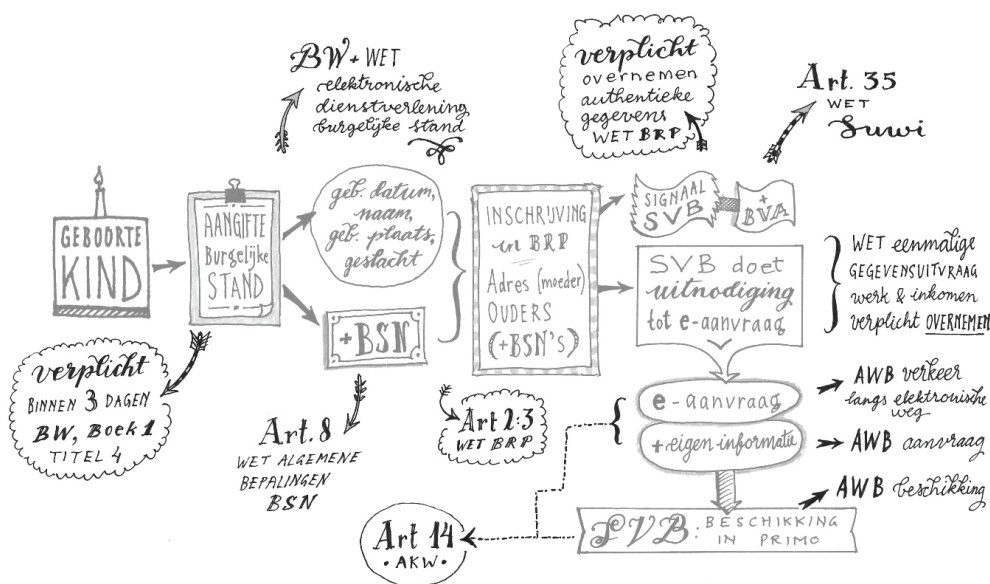 GEBOORTE
KIND
AANGIFTE
Burgelijke
STAND
verplicht
BINNEN 3 DAGEN
BW, Boek 1
TITEL 4
BW + WET
elektronische
dienstverlening
burgelijke stand
geb. datum,
naam,
geb. plaats,
geslacht
+BSN
Art. 8
WET ALGEMENE
BEPALINGEN
BSN
INSCHRIJVING
in BRP
Adres (moeder)
OUDERS
(+BSN's)
Art 2:3
WET BRP
verplicht
overnemen
authentieke
gegevens
WET BRP
Art. 35
WET
Suwi
SIGNAAL
SVB
+
BVA
SVB doet
uitnodiging
tot e-aanvraag
WET eenmalige
GEGEVENSUITVRAAG
werk & inkomen
verplicht OVERNEMEN
e-aanvraag
+ eigen informatie
AWB verkeer
langs elektronische
weg
AWB aanvraag
AWB beschikking
SVB: BESCHIKKING
IN PRIMO
Art 14
• AKW •